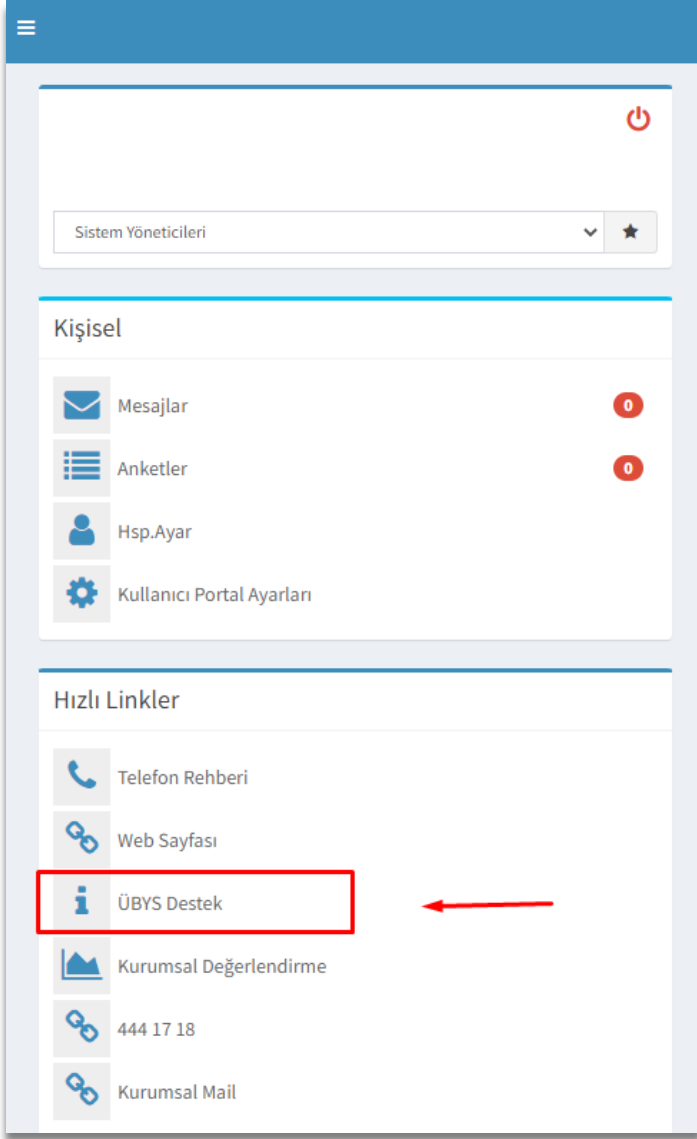 Sistem Yöneticileri
Kişisel
Mesajlar 0
Anketler 0
Hsp.Ayar
Kullanıcı Portal Ayarları
Hızlı Linkler
Telefon Rehberi
Web Sayfası
ÜBYS Destek
Kurumsal Değerlendirme
444 17 18
Kurumsal Mail